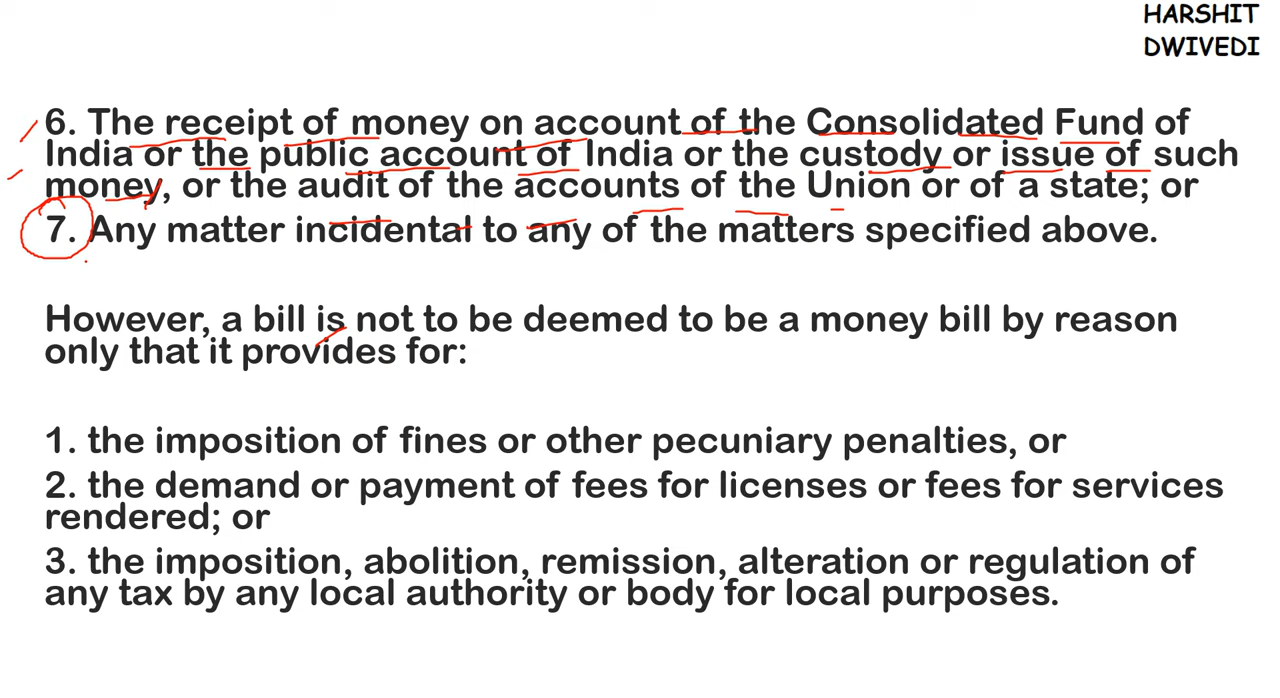 HARSHIT
DWIVEDI
6. The receipt of money on account of the Consolidated Fund of
India or the public account of India or the custody or issue of such
money, or the audit of the accounts of the Union or of a state; or
7. Any matter incidental to any of the matters specified above.
However, a bill is not to be deemed to be a money bill by reason
only that it provides for:
1. the imposition of fines or other pecuniary penalties, or
2. the demand or payment of fees for licenses or fees for services
rendered; or
3. the imposition, abolition, remission, alteration or regulation of
any tax by any local authority or body for local purposes.